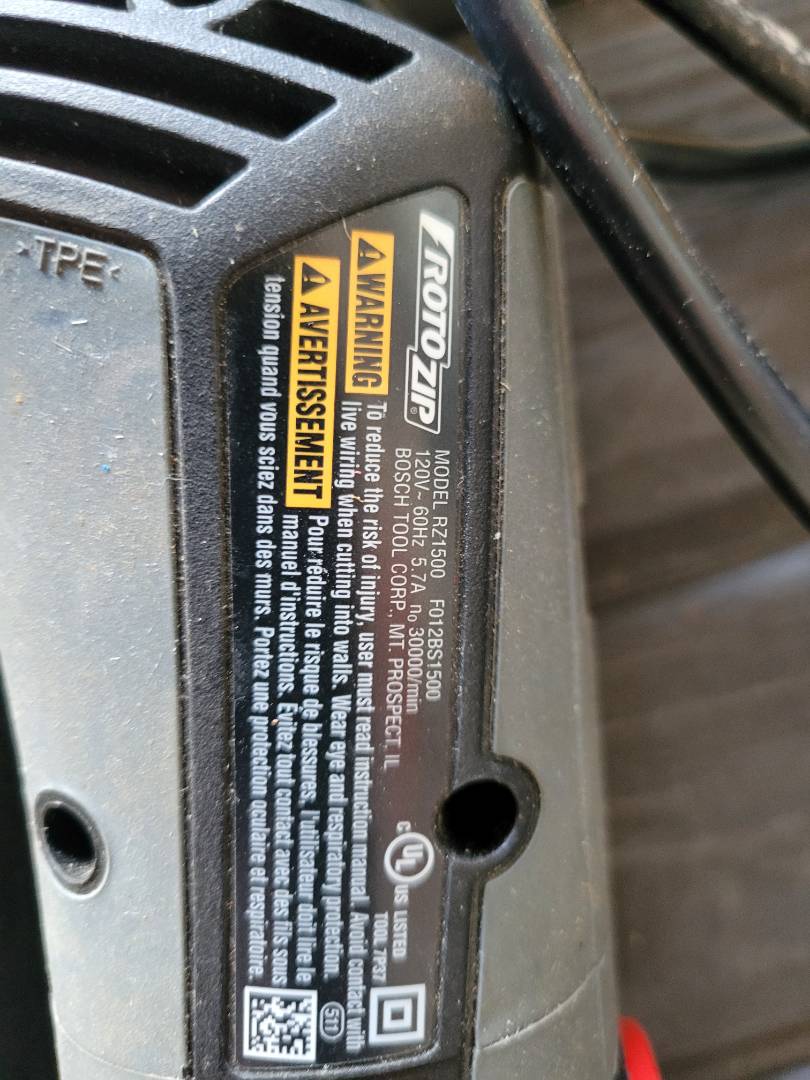 >TPE<
ROTOZIP®
MODEL RZ1500 F012BS1500
120V~ 60Hz 5.7A n₀ 30000/min
BOSCH TOOL CORP., MT. PROSPECT, IL
C UL US LISTED
TOOL 7P37
WARNING To reduce the risk of injury, user must read instruction manual. Avoid contact with
live wiring when cutting into walls. Wear eye and respiratory protection.
AVERTISSEMENT Pour réduire le risque de blessures, l'utilisateur doit lire le
manuel d'instructions. Évitez tout contact avec des fils sous
tension quand vous sciez dans des murs. Portez une protection oculaire et respiratoire.
511